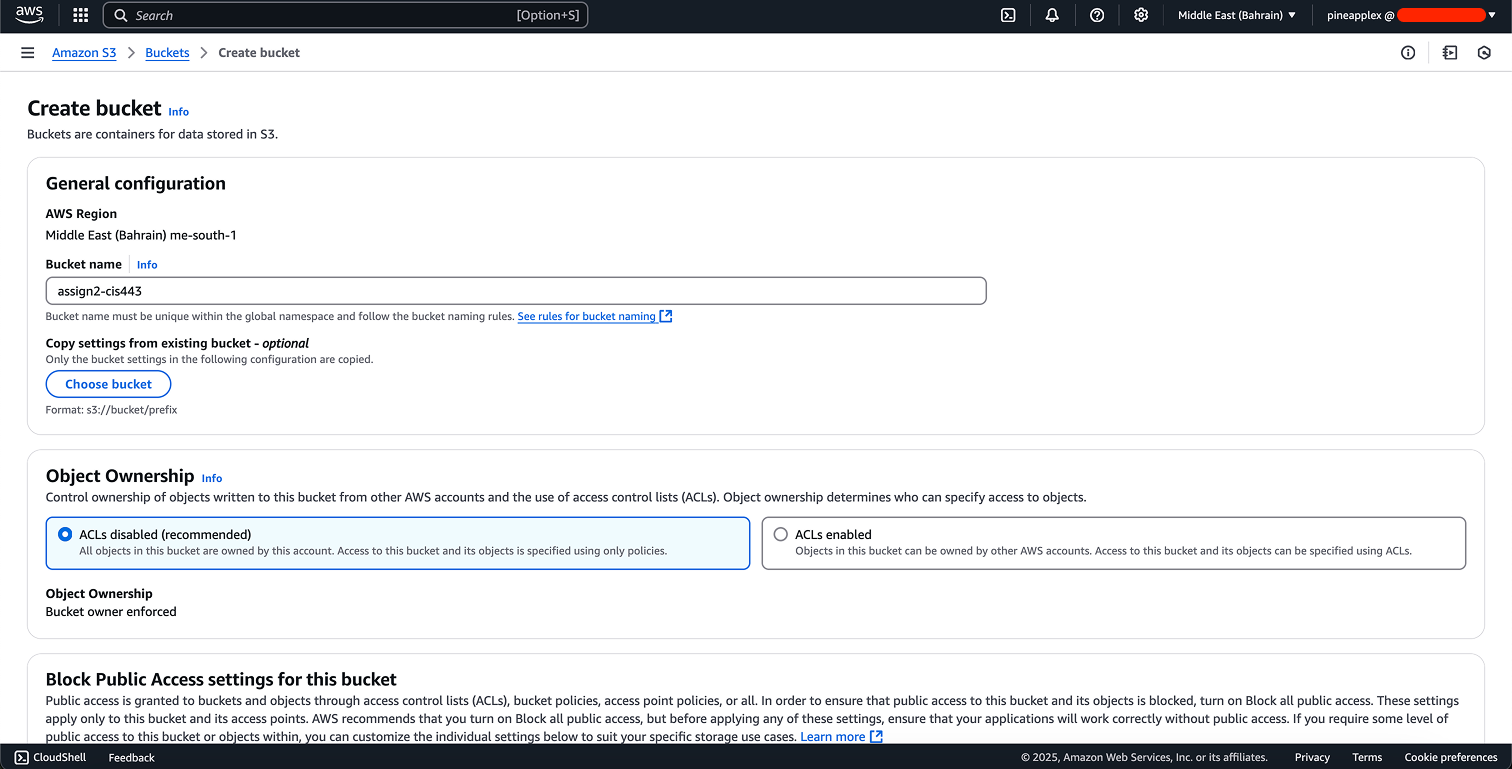 aws
Search [Option+S] Middle East (Bahrain) pineapplex @
Amazon S3 Buckets Create bucket
Create bucket Info
Buckets are containers for data stored in S3.
General configuration
AWS Region
Middle East (Bahrain) me-south-1
Bucket name Info
assign2-cis443
Bucket name must be unique within the global namespace and follow the bucket naming rules. See rules for bucket naming
Copy settings from existing bucket - optional
Only the bucket settings in the following configuration are copied.
Choose bucket
Format: s3://bucket/prefix
Object Ownership Info
Control ownership of objects written to this bucket from other AWS accounts and the use of access control lists (ACLs). Object ownership determines who can specify access to objects.
ACLs disabled (recommended)
All objects in this bucket are owned by this account. Access to this bucket and its objects is specified using only policies.
ACLs enabled
Objects in this bucket can be owned by other AWS accounts. Access to this bucket and its objects can be specified using ACLs.
Object Ownership
Bucket owner enforced
Block Public Access settings for this bucket
Public access is granted to buckets and objects through access control lists (ACLs), bucket policies, access point policies, or all. In order to ensure that public access to this bucket and its objects is blocked, turn on Block all public access. These settings
apply only to this bucket and its access points. AWS recommends that you turn on Block all public access, but before applying any of these settings, ensure that your applications will work correctly without public access. If you require some level of
public access to this bucket or objects within, you can customize the individual settings below to suit your specific storage use cases. Learn more
CloudShell Feedback © 2025, Amazon Web Services, Inc. or its affiliates. Privacy Terms Cookie preferences